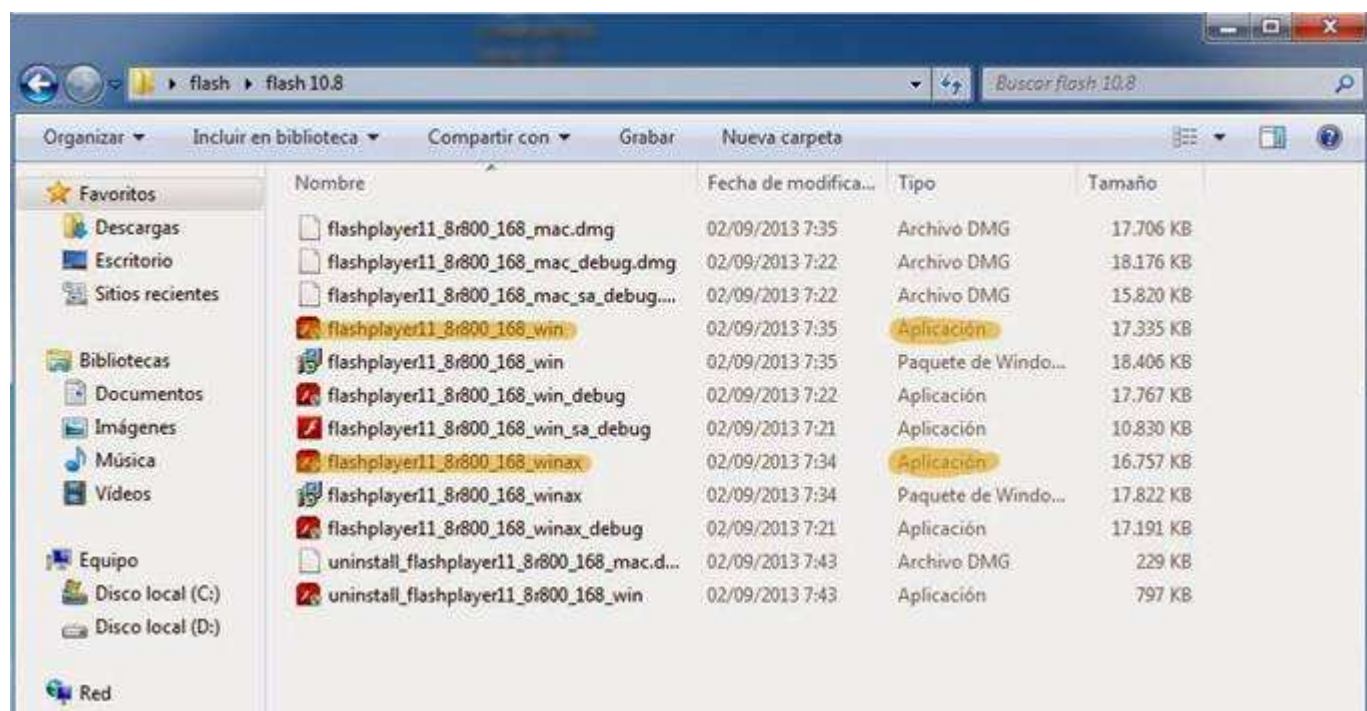 flash flash 10.8 Buscar flash 10.8
Organizar Incluir en biblioteca Compartir con Grabar Nueva carpeta
Favoritos
Descargas
Escritorio
Sitios recientes
Bibliotecas
Documentos
Imágenes
Música
Vídeos
Equipo
Disco local (C:)
Disco local (D:)
Red
Nombre Fecha de modifica... Tipo Tamaño
flashplayer11_8r800_168_mac.dmg 02/09/2013 7:35 Archivo DMG 17.706 KB
flashplayer11_8r800_168_mac_debug.dmg 02/09/2013 7:22 Archivo DMG 18.176 KB
flashplayer11_8r800_168_mac_sa_debug.... 02/09/2013 7:22 Archivo DMG 15.820 KB
flashplayer11_8r800_168_win 02/09/2013 7:35 Aplicación 17.335 KB
flashplayer11_8r800_168_win 02/09/2013 7:35 Paquete de Windo... 18.406 KB
flashplayer11_8r800_168_win_debug 02/09/2013 7:22 Aplicación 17.767 KB
flashplayer11_8r800_168_win_sa_debug 02/09/2013 7:21 Aplicación 10.830 KB
flashplayer11_8r800_168_winax 02/09/2013 7:34 Aplicación 16.757 KB
flashplayer11_8r800_168_winax 02/09/2013 7:34 Paquete de Windo... 17.822 KB
flashplayer11_8r800_168_winax_debug 02/09/2013 7:21 Aplicación 17.191 KB
uninstall_flashplayer11_8r800_168_mac.d... 02/09/2013 7:43 Archivo DMG 229 KB
uninstall_flashplayer11_8r800_168_win 02/09/2013 7:43 Aplicación 797 KB